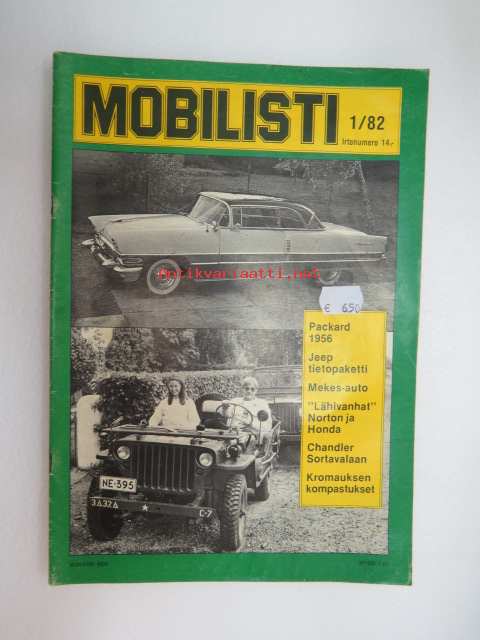 MOBILISTI
1/82
Irtonumero 14,-
Antikvariaatti.net
€ 6,50
Packard
1956
Jeep
tietopaketti
Mekes-auto
"Lähivanhat"
Norton ja
Honda
Chandler
Sortavalaan
Kromauksen
kompastukset
NE-395
C-7